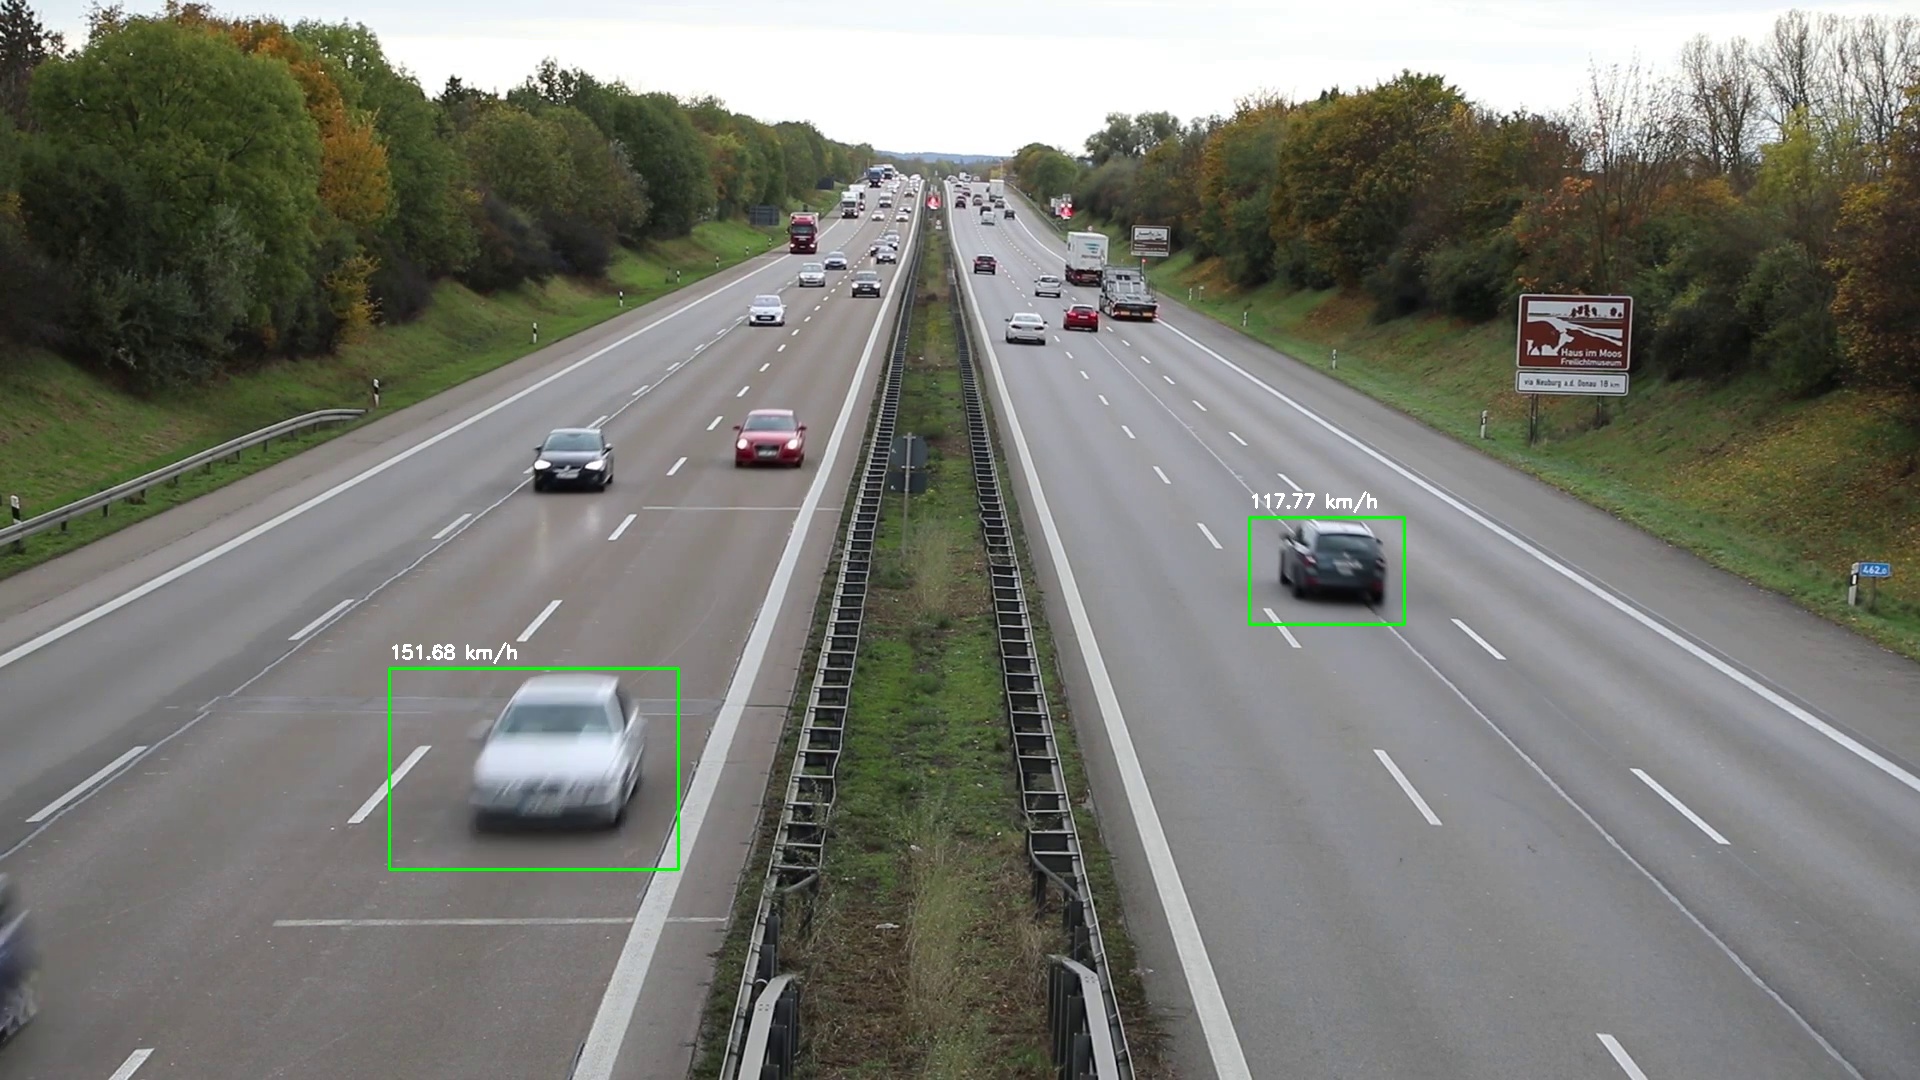 117.77 km/h
151.68 km/h
Haus im Moos
Freilichtmuseum
via Neuburg a.d. Donau 18 km
462,0